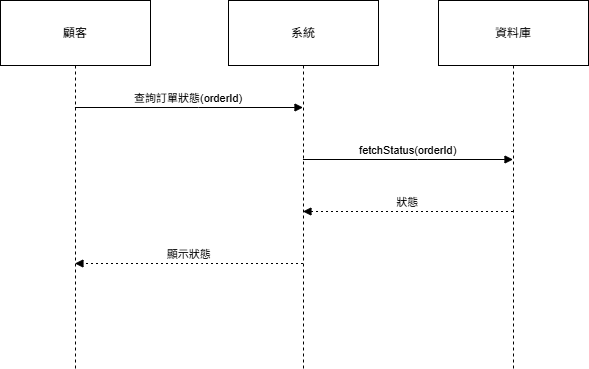 顧客
系統
資料庫
查詢訂單狀態(orderId)
fetchStatus(orderId)
狀態
顯示狀態